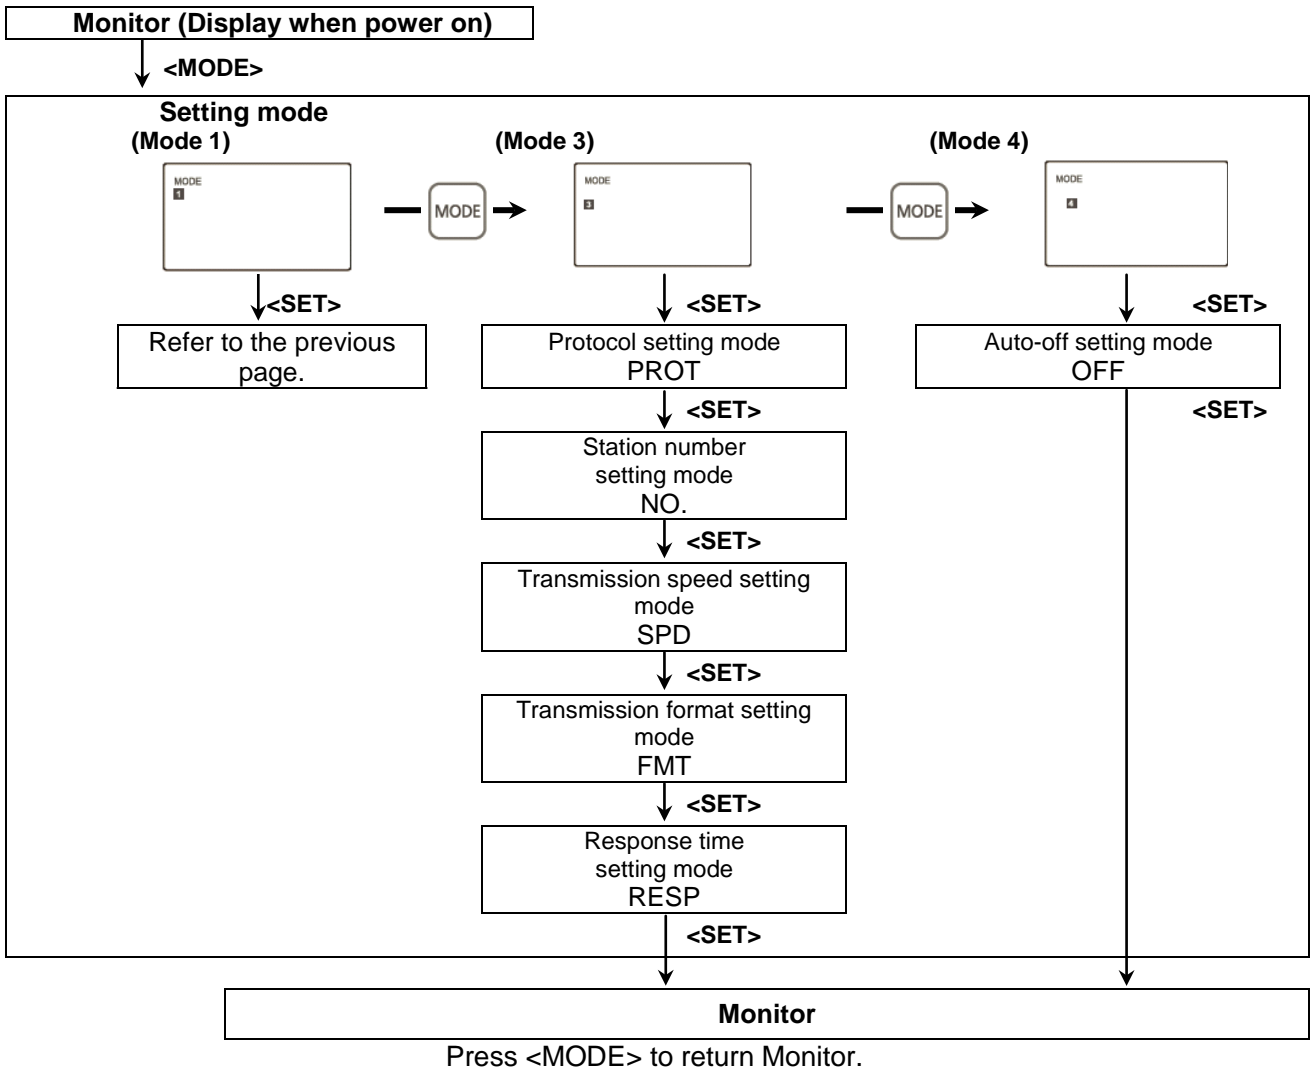 Monitor (Display when power on)
<MODE>
Setting mode
(Mode 1)
(Mode 3)
(Mode 4)
MODE
1
MODE
MODE
3
MODE
MODE
4
<SET>
<SET>
<SET>
Refer to the previous
page.
Protocol setting mode
PROT
Auto-off setting mode
OFF
<SET>
<SET>
Station number
setting mode
NO.
<SET>
Transmission speed setting
mode
SPD
<SET>
Transmission format setting
mode
FMT
<SET>
Response time
setting mode
RESP
<SET>
Monitor
Press <MODE> to return Monitor.